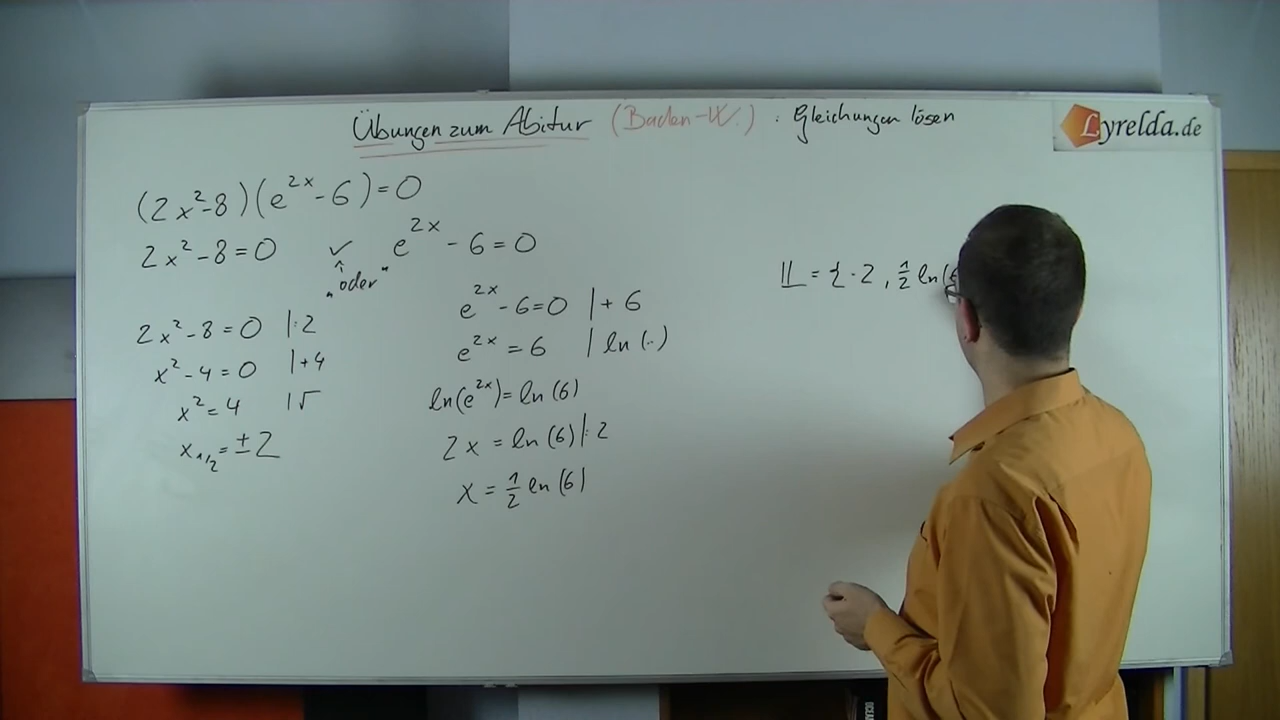 Übungen zum Abitur (Baden-W.) : Gleichungen lösen
Lyrelda.de
(2x²-8)(e^{2x}-6)=0
2x²-8=0 ✓ e^{2x}-6=0
"oder"
2x²-8=0 |:2
x²-4=0 |+4
x²=4 |√
x_{1/2}=±2
e^{2x}-6=0 |+6
e^{2x}=6 |ln(..)
ln(e^{2x})=ln(6)
2x=ln(6)|:2
x=½ ln(6)
𝕃={-2, ½ ln(